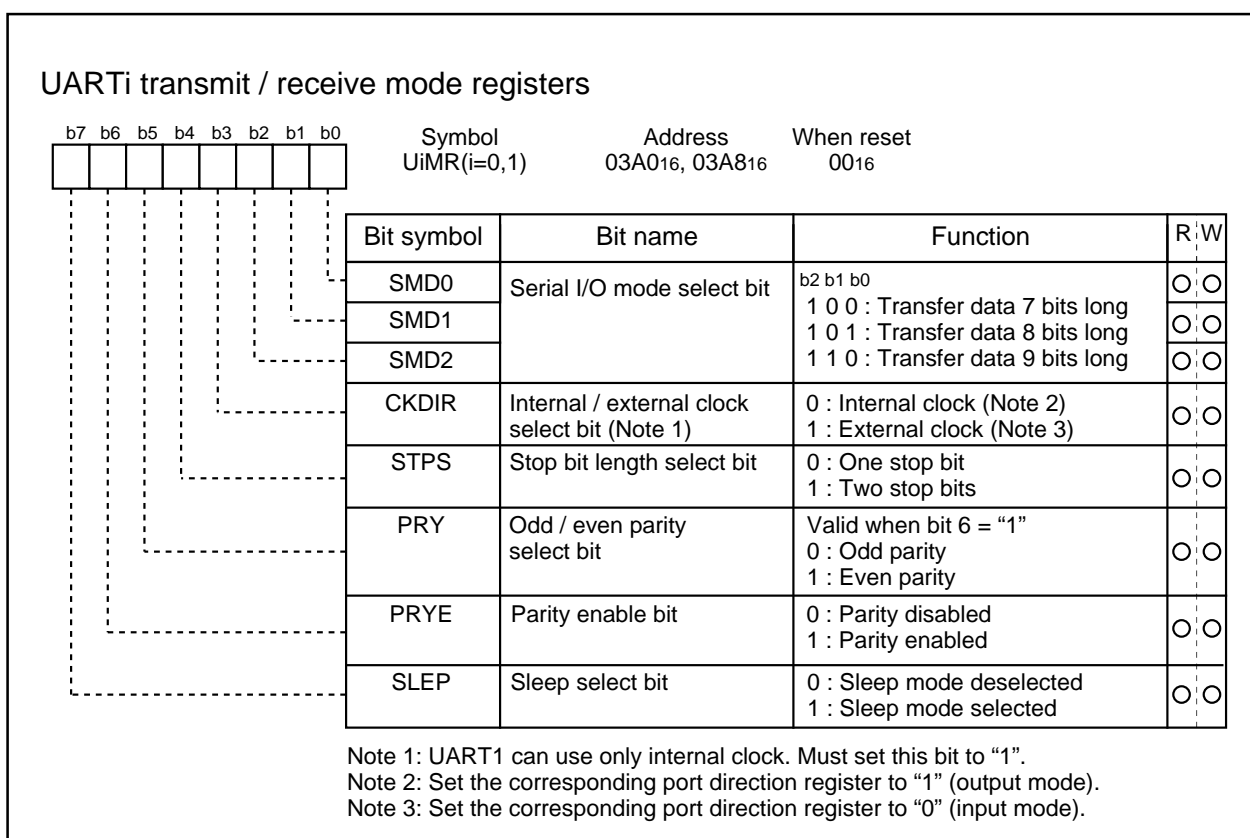 UARTi transmit / receive mode registers
b7 b6 b5 b4 b3 b2 b1 b0
Symbol Address When reset
UiMR(i=0,1) 03A016, 03A816 0016
Bit symbol Bit name Function R W
SMD0 Serial I/O mode select bit b2 b1 b0
1 0 0 : Transfer data 7 bits long
SMD1 1 0 1 : Transfer data 8 bits long
SMD2 1 1 0 : Transfer data 9 bits long
CKDIR Internal / external clock 0 : Internal clock (Note 2)
select bit (Note 1) 1 : External clock (Note 3)
STPS Stop bit length select bit 0 : One stop bit
1 : Two stop bits
PRY Odd / even parity Valid when bit 6 = “1”
select bit 0 : Odd parity
1 : Even parity
PRYE Parity enable bit 0 : Parity disabled
1 : Parity enabled
SLEP Sleep select bit 0 : Sleep mode deselected
1 : Sleep mode selected
Note 1: UART1 can use only internal clock. Must set this bit to “1”.
Note 2: Set the corresponding port direction register to “1” (output mode).
Note 3: Set the corresponding port direction register to “0” (input mode).